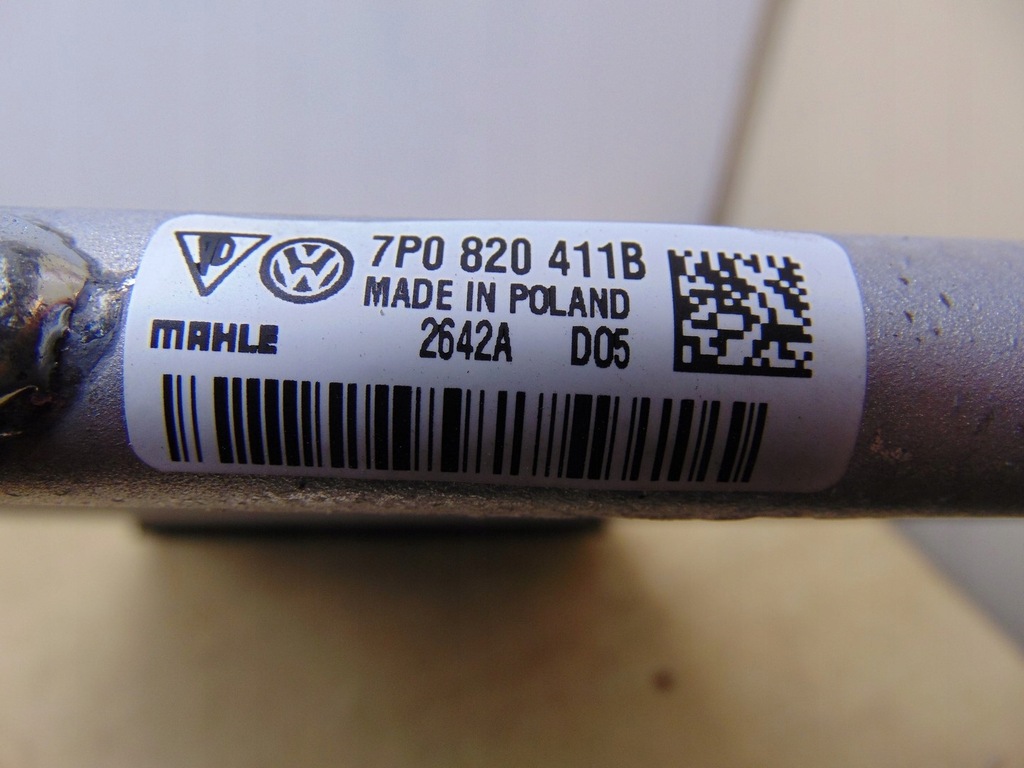 7P0 820 411B
MADE IN POLAND
MAHLE
2642A D05